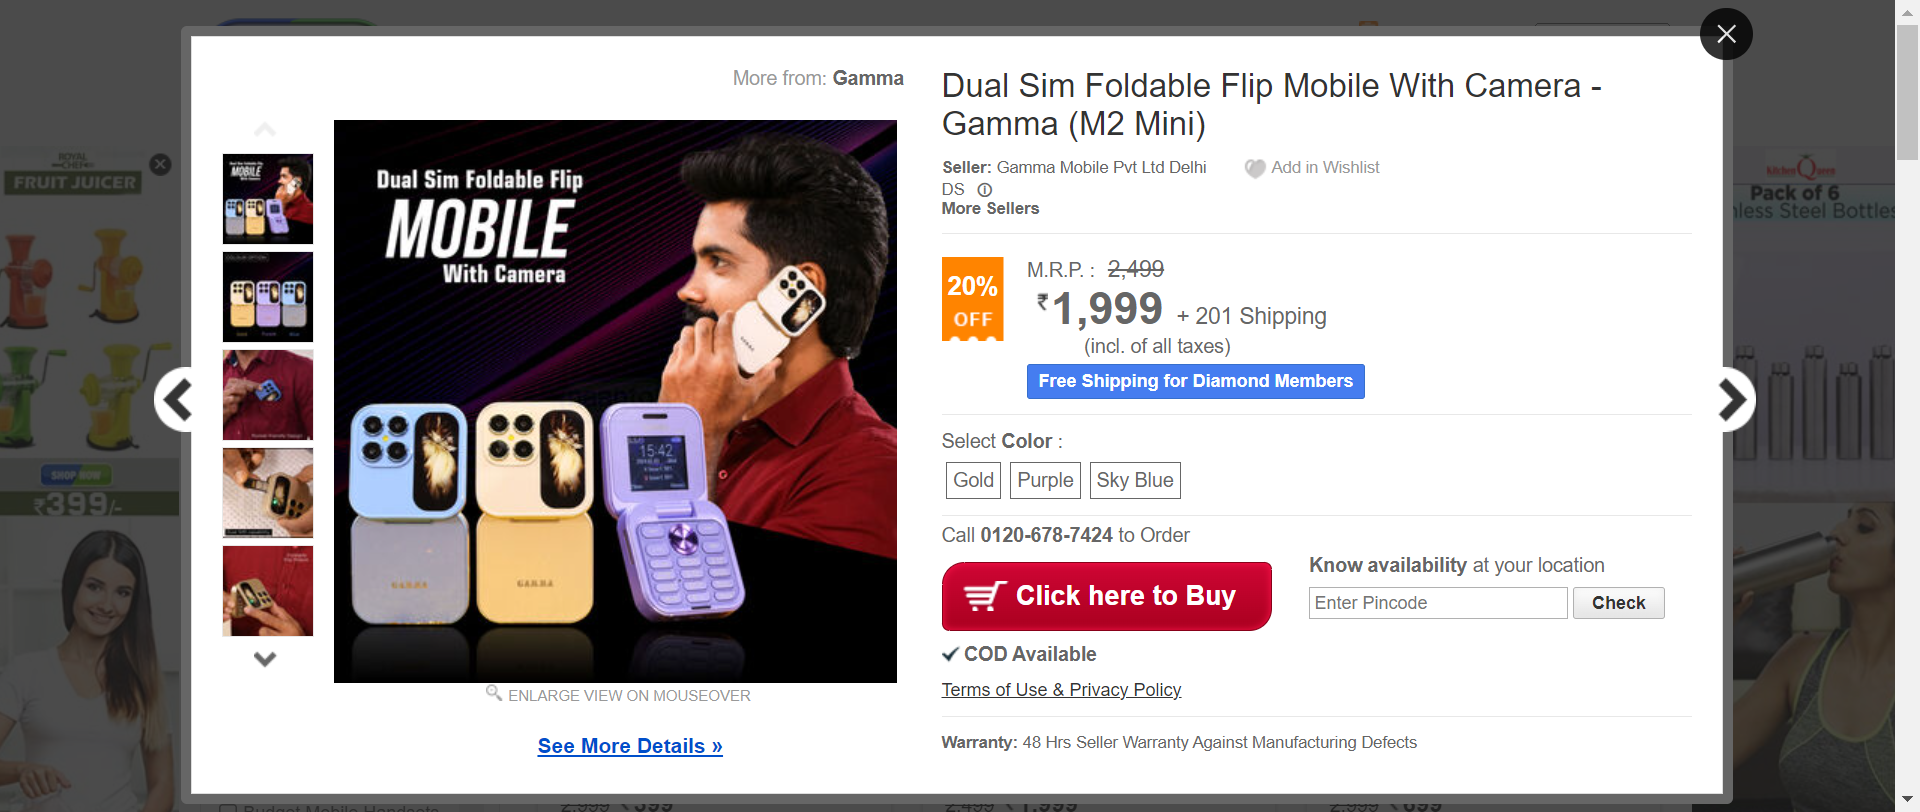 More from: Gamma
Dual Sim Foldable Flip
MOBILE
With Camera
15:42
GAMMA
GAMMA
ENLARGE VIEW ON MOUSEOVER
See More Details »
Dual Sim Foldable Flip Mobile With Camera -
Gamma (M2 Mini)
Seller: Gamma Mobile Pvt Ltd Delhi
DS
Add in Wishlist
More Sellers
20%
OFF
M.R.P. : 2,499
₹1,999 + 201 Shipping
(incl. of all taxes)
Free Shipping for Diamond Members
Select Color :
Gold
Purple
Sky Blue
Call 0120-678-7424 to Order
Click here to Buy
Know availability at your location
Enter Pincode
Check
COD Available
Terms of Use & Privacy Policy
Warranty: 48 Hrs Seller Warranty Against Manufacturing Defects
ROYAL
CHEF
FRUIT JUICER
SHOP NOW
₹399/-
Kitchen Queen
Pack of 6
less Steel Bottles
Budget Mobile Handsets
2,999 ₹399
2,499 ₹1,999
2,999 ₹699